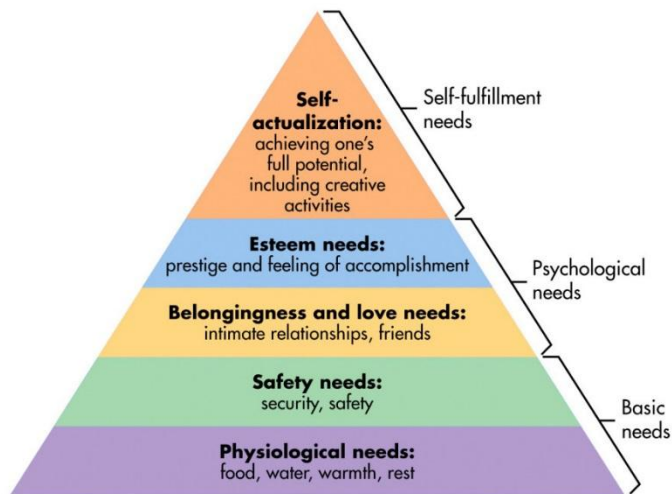 Self-
actualization:
achieving one's
full potential,
including creative
activities
Self-fulfillment
needs
Esteem needs:
prestige and feeling of accomplishment
Psychological
needs
Belongingness and love needs:
intimate relationships, friends
Safety needs:
security, safety
Basic
needs
Physiological needs:
food, water, warmth, rest